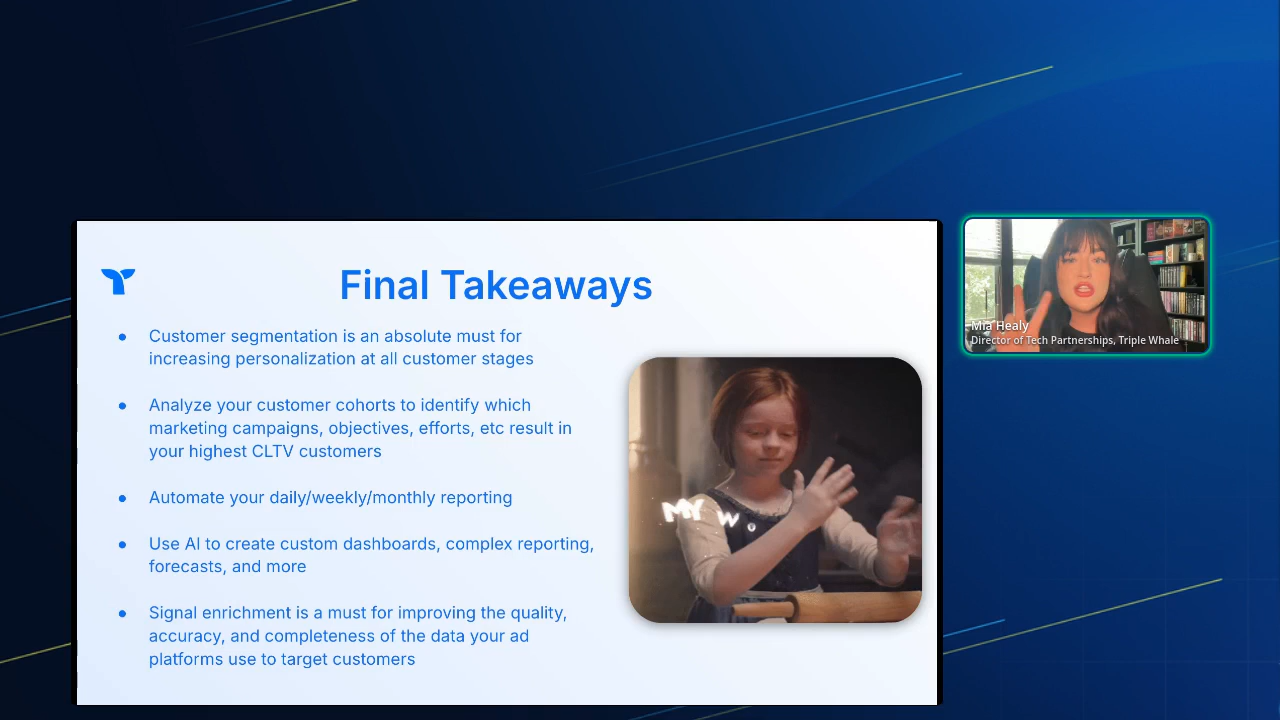 Final Takeaways
● Customer segmentation is an absolute must for
increasing personalization at all customer stages
● Analyze your customer cohorts to identify which
marketing campaigns, objectives, efforts, etc result in
your highest CLTV customers
● Automate your daily/weekly/monthly reporting
● Use AI to create custom dashboards, complex reporting,
forecasts, and more
● Signal enrichment is a must for improving the quality,
accuracy, and completeness of the data your ad
platforms use to target customers
MY WO
Mia Healy
Director of Tech Partnerships, Triple Whale